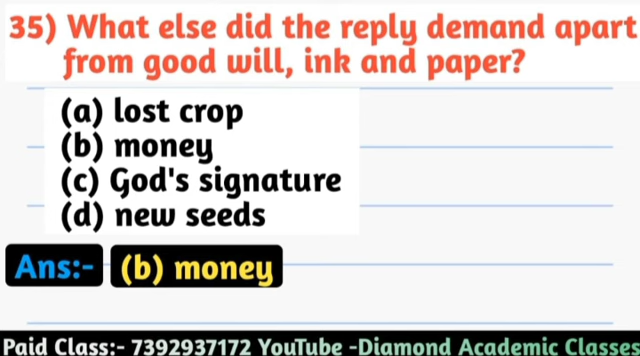 35) What else did the reply demand apart
from good will, ink and paper?
(a) lost crop
(b) money
(c) God's signature
(d) new seeds
Ans:- (b) money
Paid Class:- 7392937172 YouTube -Diamond Academic Classes